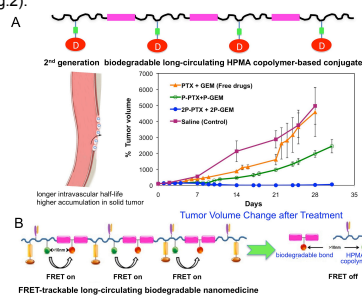 g.2).
A
D D D D
2nd generation biodegradable long-circulating HPMA copolymer-based conjugate
7000
6000
5000
4000
3000
2000
1000
0
% Tumor volume
PTX + GEM (Free drugs)
P-PTX+P-GEM
2P-PTX + 2P-GEM
Saline (Control)
0 7 14 21 28 35
Days
longer intravascular half-life
higher accumulation in solid tumor
Tumor Volume Change after Treatment
B
biodegradable bond
HPMA
copolym
FRET on FRET on FRET on FRET off
FRET-trackable long-circulating biodegradable nanomedicine